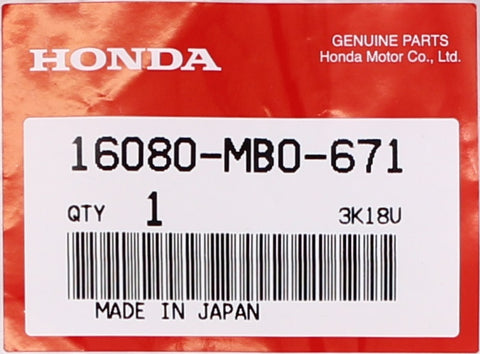 HONDA
GENUINE PARTS
Honda Motor Co., Ltd.
16080-MB0-671
QTY 1 3K18U
MADE IN JAPAN